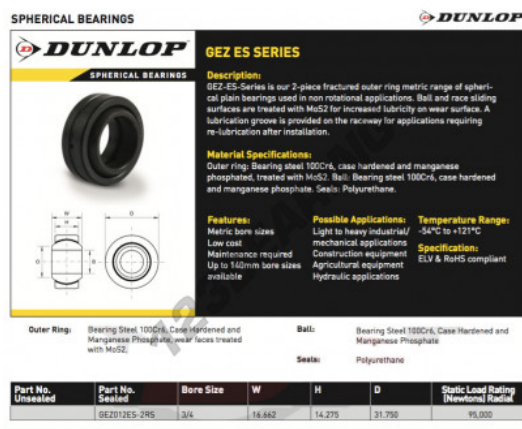 SPHERICAL BEARINGS
DUNLOP
DUNLOP
SPHERICAL BEARINGS
GEZ ES SERIES
Description:
GEZ-ES-Series is our 2-piece fractured outer ring metric range of spheri-
cal plain bearings used in non rotational applications. Ball and race sliding
surfaces are treated with MoS2 for increased lubricity on wear surface. A
lubrication groove is provided on the raceway for applications requiring
re-lubrication after installation.
Material Specifications:
Outer ring: Bearing steel 100Cr6, case hardened and manganese
phosphated, treated with MoS2. Ball: Bearing steel 100Cr6, case hardened
and manganese phosphate. Seals: Polyurethane.
Features:
Metric bore sizes
Low cost
Maintenance required
Up to 140mm bore sizes
available
Possible Applications:
Light to heavy industrial/
mechanical applications
Construction equipment
Agricultural equipment
Hydraulic applications
Temperature Range:
-54°C to +121°C
Specification:
ELV & RoHS compliant
W
H
D
B
Outer Ring: Bearing Steel 100Cr6, Case Hardened and
Manganese Phosphate, wear faces treated
with MoS2.
Ball: Bearing Steel 100Cr6, Case Hardened and
Manganese Phosphate
Seals: Polyurethane
Part No. Unsealed Part No. Sealed Bore Size W H D Static Load Rating (Newtons) Radial
GEZ012ES-2RS 3/4 16.662 14.275 31.750 95,000